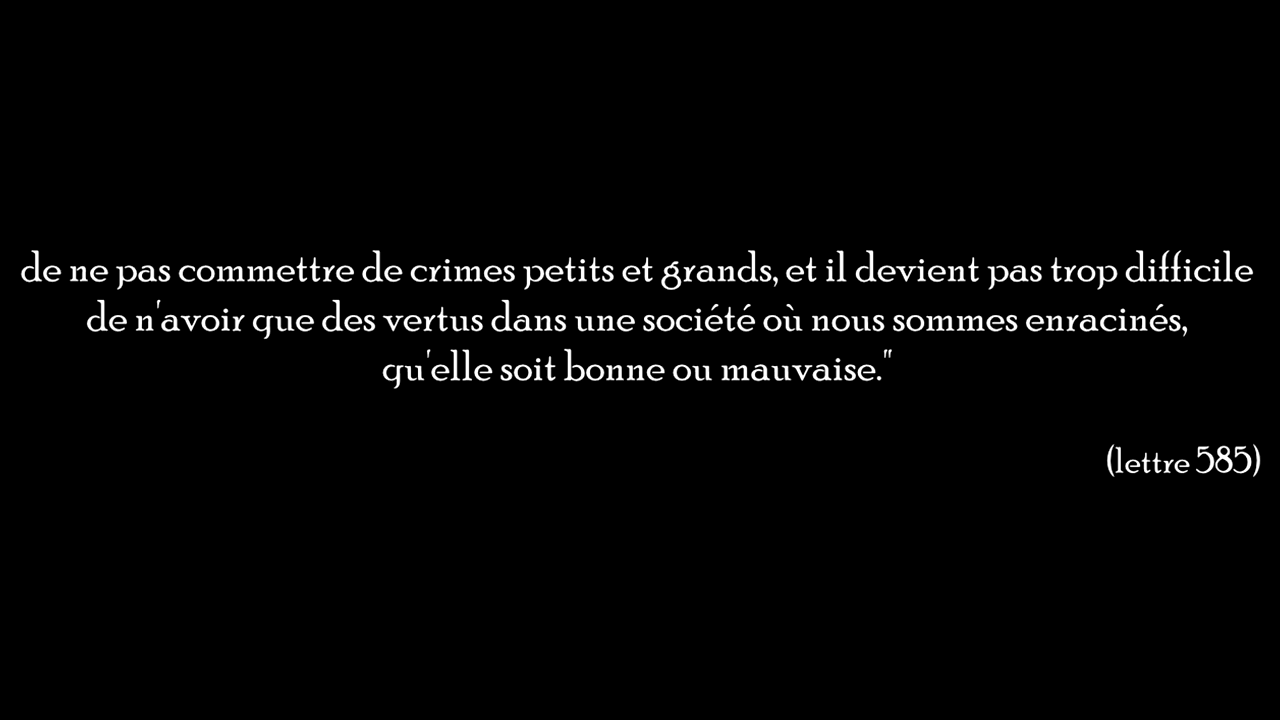 de ne pas commettre de crimes petits et grands, et il devient pas trop difficile
de n'avoir que des vertus dans une société où nous sommes enracinés,
qu'elle soit bonne ou mauvaise."
(lettre 585)